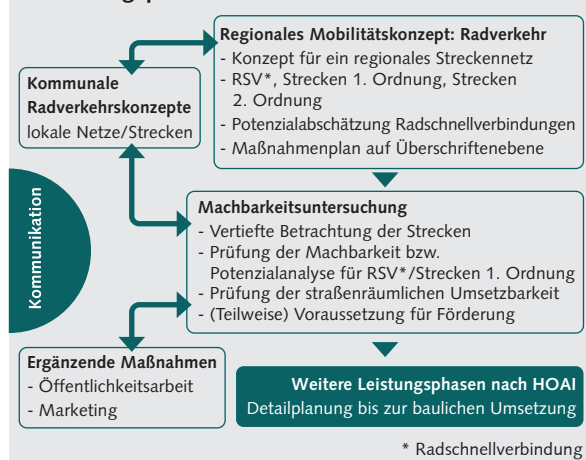 Regionales Mobilitätskonzept: Radverkehr
- Konzept für ein regionales Streckennetz
- RSV*, Strecken 1. Ordnung, Strecken
2. Ordnung
- Potenzialabschätzung Radschnellverbindungen
- Maßnahmenplan auf Überschriftenebene
Kommunale
Radverkehrskonzepte
lokale Netze/Strecken
Kommunikation
Machbarkeitsuntersuchung
- Vertiefte Betrachtung der Strecken
- Prüfung der Machbarkeit bzw.
Potenzialanalyse für RSV*/Strecken 1. Ordnung
- Prüfung der straßenräumlichen Umsetzbarkeit
- (Teilweise) Voraussetzung für Förderung
Ergänzende Maßnahmen
- Öffentlichkeitsarbeit
- Marketing
Weitere Leistungsphasen nach HOAI
Detailplanung bis zur baulichen Umsetzung
* Radschnellverbindung